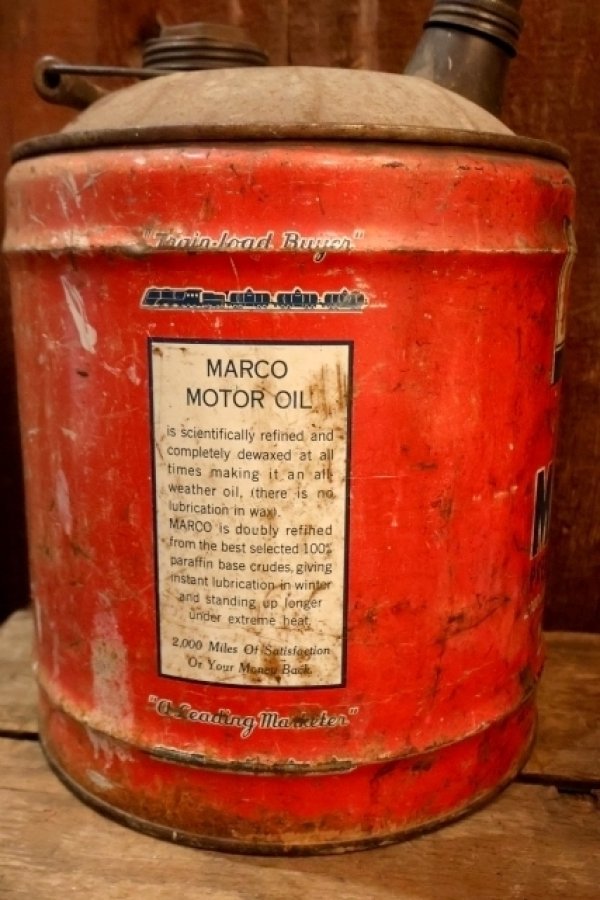 "Train-load Buyer"
MARCO
MOTOR OIL
is scientifically refined and
completely dewaxed at all
times making it an all-
weather oil, (there is no
lubrication in wax).
MARCO is doubly refined
from the best selected 100%
paraffin base crudes, giving
instant lubrication in winter
and standing up longer
under extreme heat.
2,000 Miles Of Satisfaction
Or Your Money Back.
"A Leading Marketer"
M